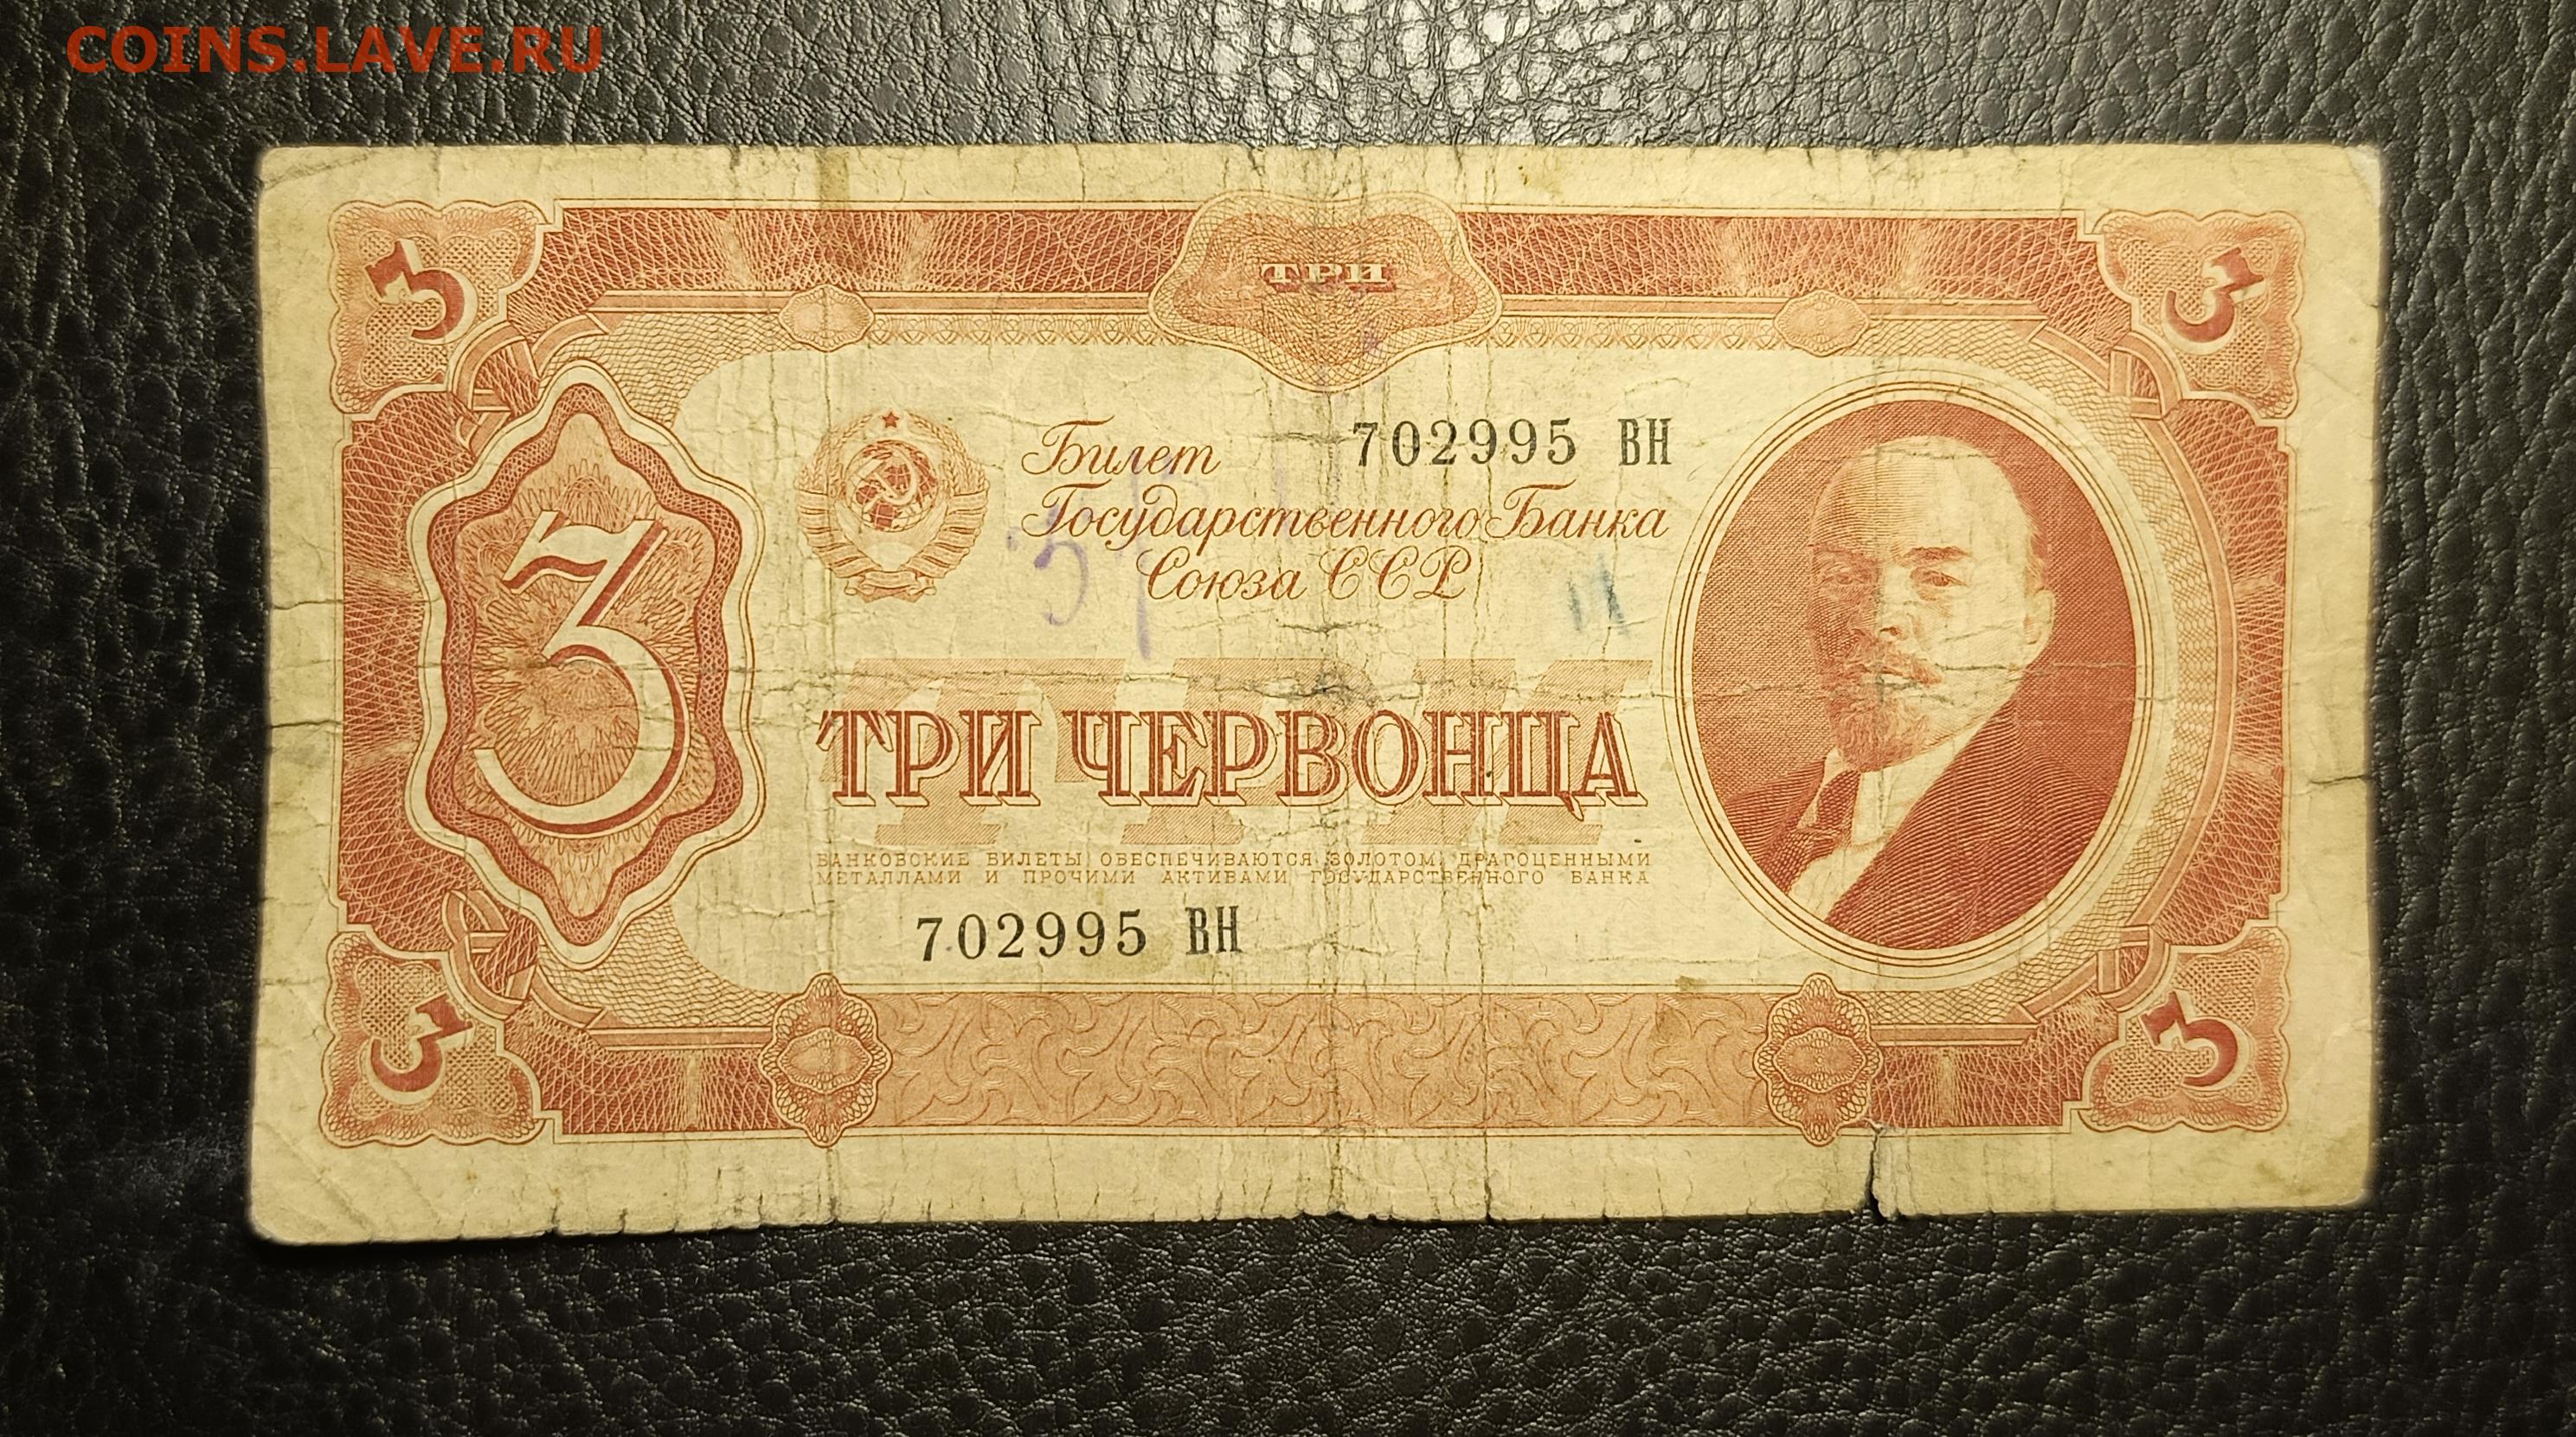 COINS.LAVE.RU
3 ТРИ 3
Билет 702995 ВН
Государственного Банка
Союза ССР
3
ТРИ
ТРИ ЧЕРВОНЦА
БАНКОВСКИЕ БИЛЕТЫ ОБЕСПЕЧИВАЮТСЯ ЗОЛОТОМ, ДРАГОЦЕННЫМИ
МЕТАЛЛАМИ И ПРОЧИМИ АКТИВАМИ ГОСУДАРСТВЕННОГО БАНКА
702995 ВН
3 3